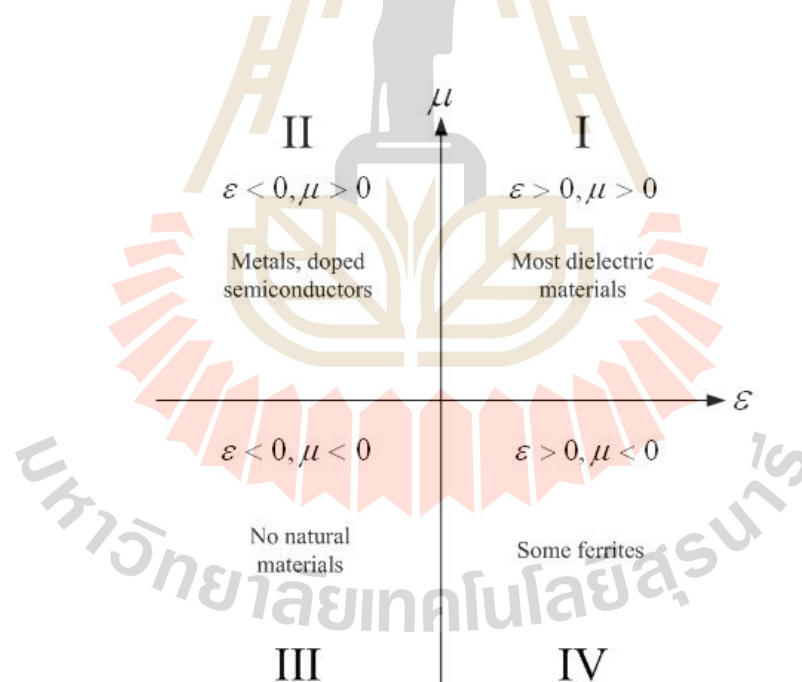 μ
II
I
ε < 0, μ > 0
ε > 0, μ > 0
Metals, doped
semiconductors
Most dielectric
materials
ε
ε < 0, μ < 0
ε > 0, μ < 0
No natural
materials
Some ferrites
มหาวิทยาลัยเทคโนโลยีสุรนารี
III
IV